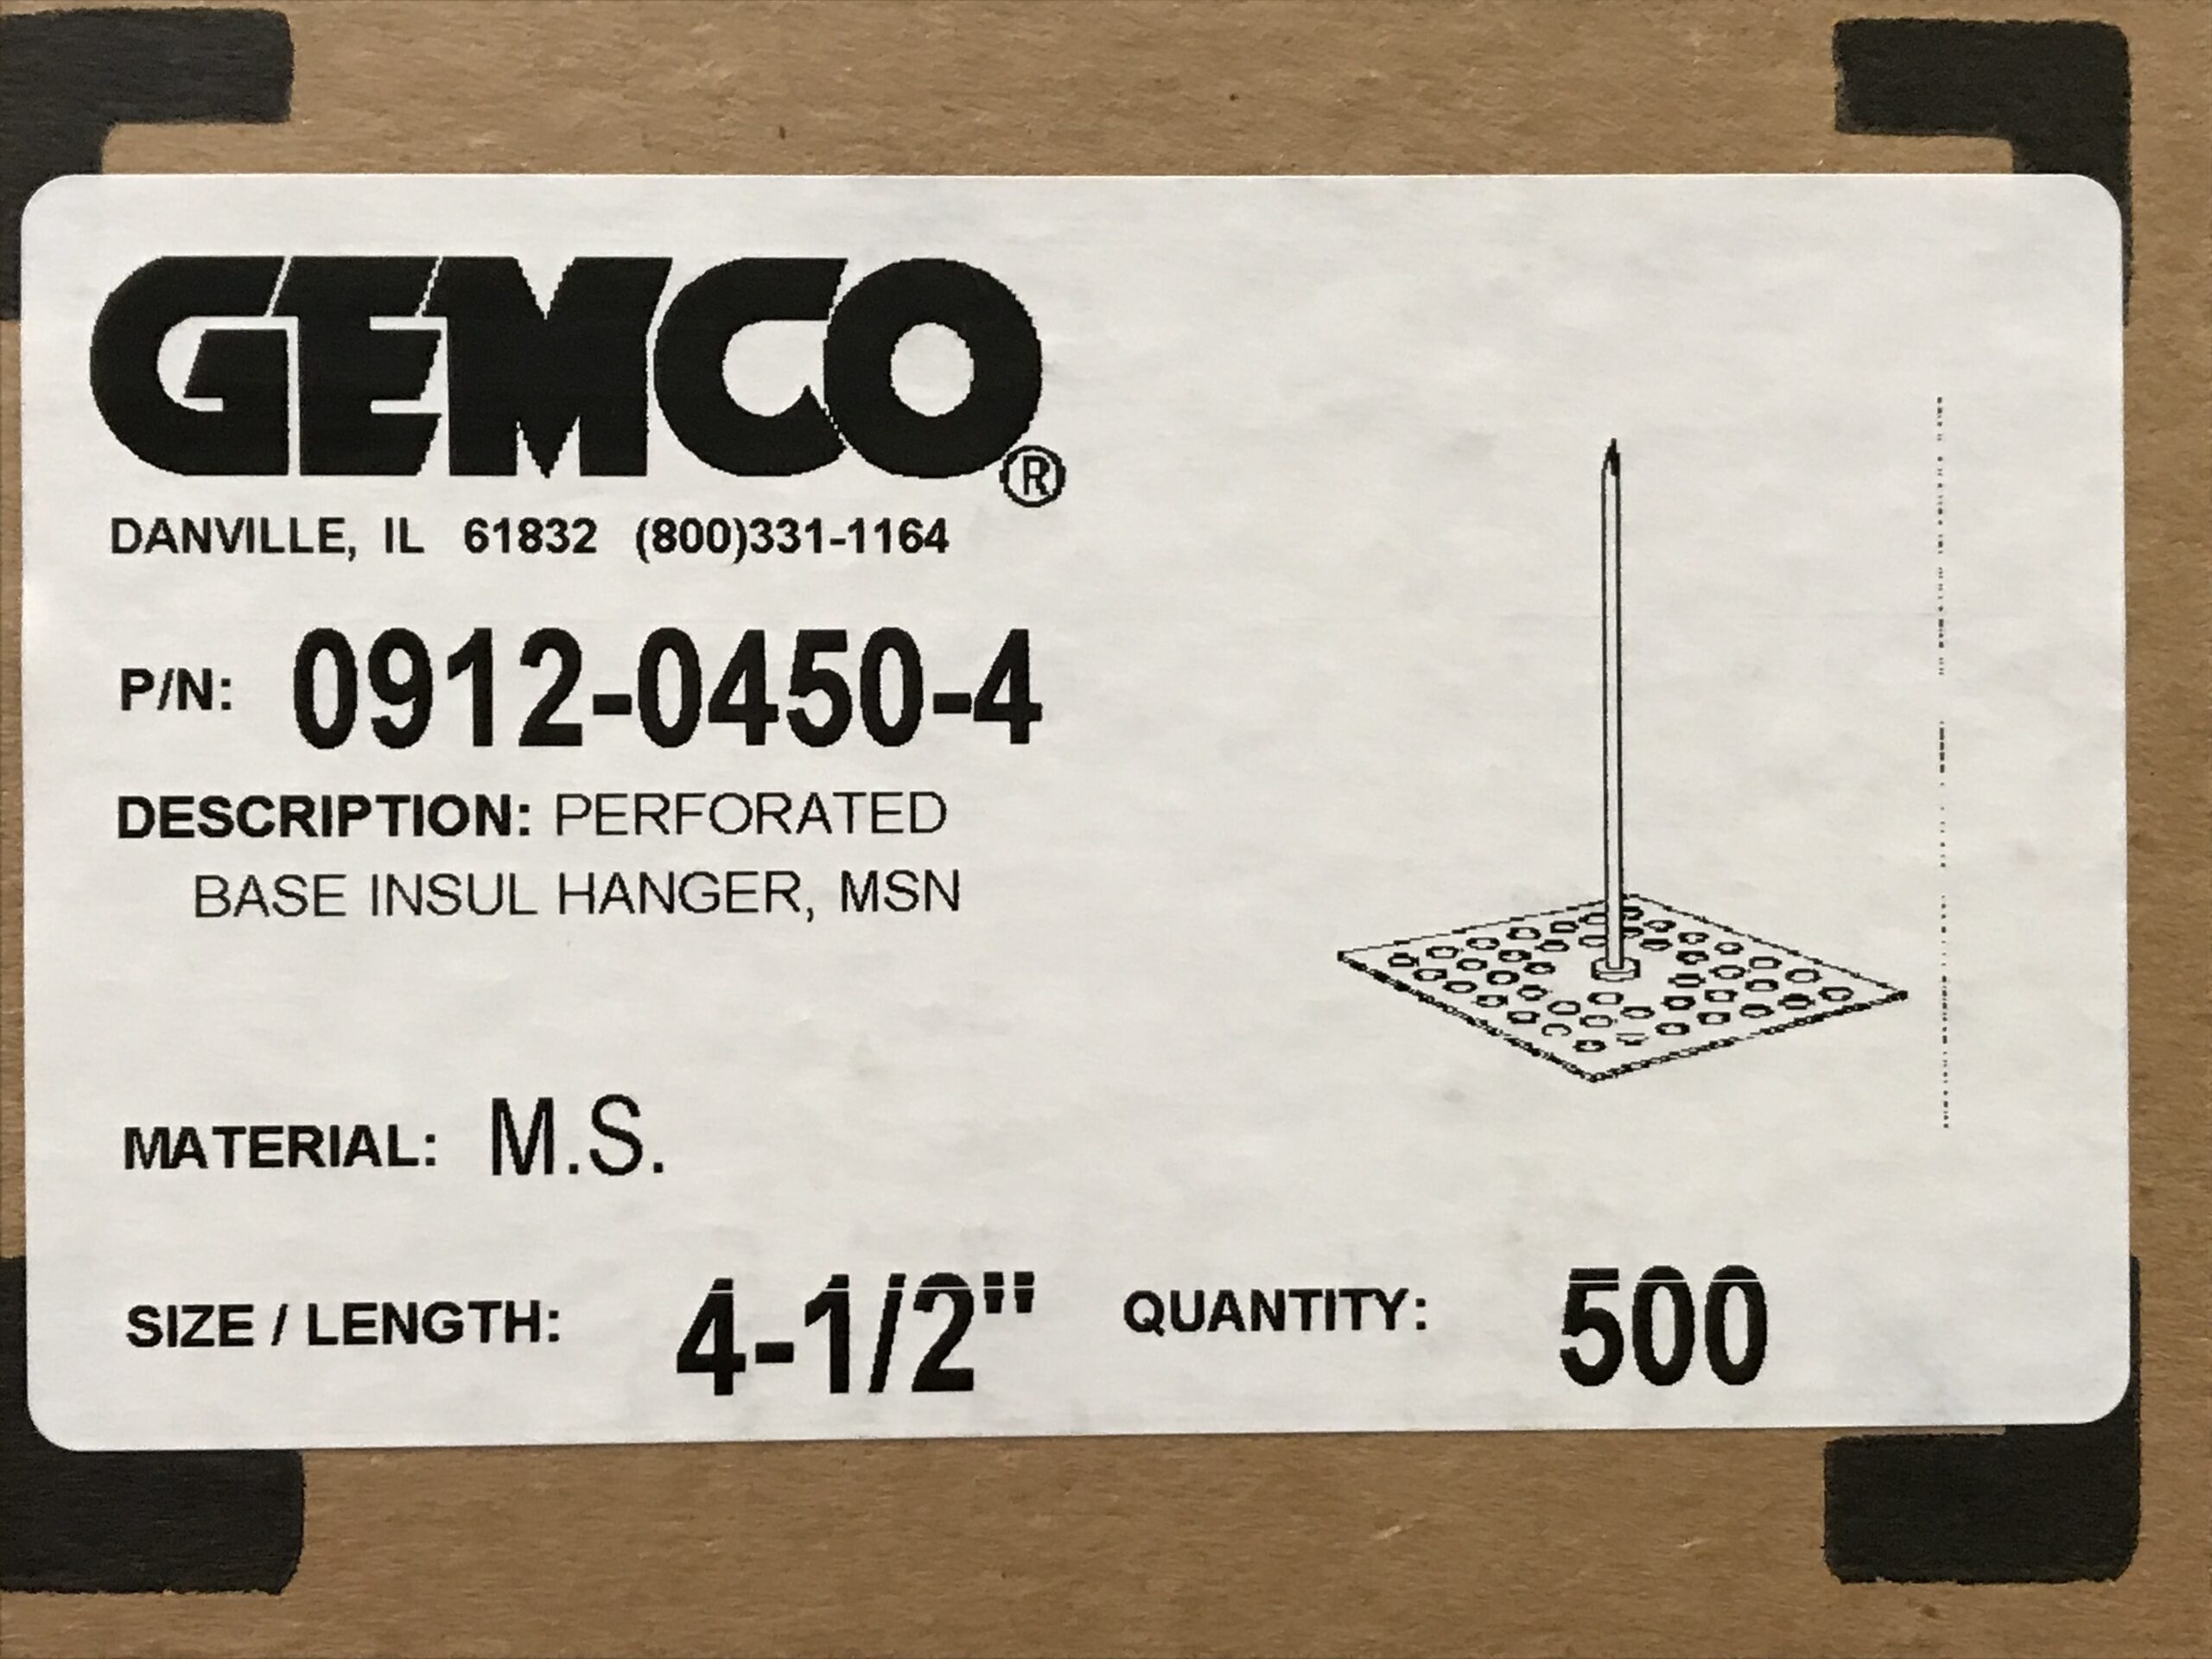 GEMCO®
DANVILLE, IL 61832 (800)331-1164
P/N: 0912-0450-4
DESCRIPTION: PERFORATED
BASE INSUL HANGER, MSN
MATERIAL: M.S.
SIZE / LENGTH: 4-1/2" QUANTITY: 500